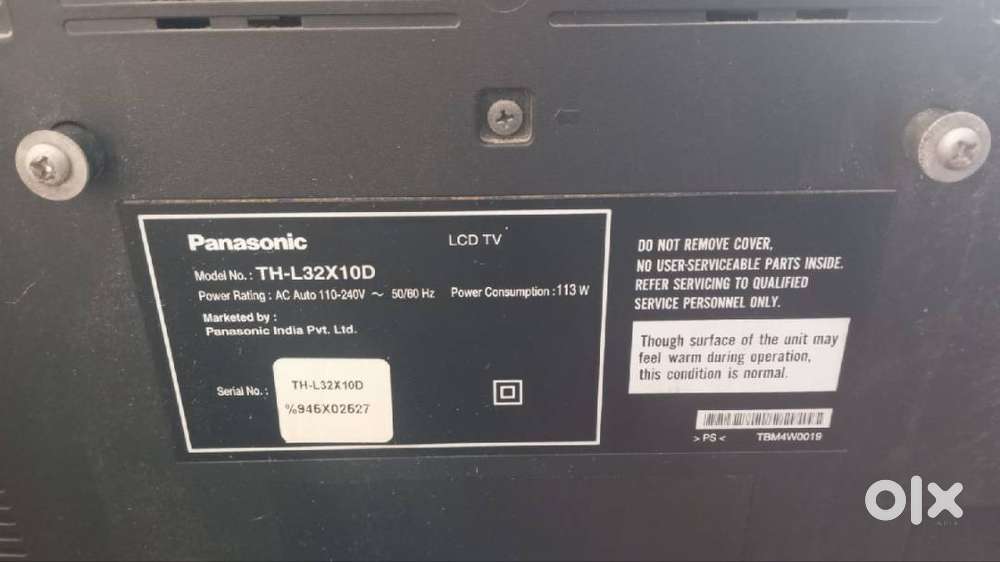 Panasonic
LCD TV
Model No. : TH-L32X10D
Power Rating : AC Auto 110-240V ~ 50/60 Hz Power Consumption : 113 W
Marketed by :
Panasonic India Pvt. Ltd.
Serial No. :
TH-L32X10D
%946X02627
DO NOT REMOVE COVER,
NO USER-SERVICEABLE PARTS INSIDE.
REFER SERVICING TO QUALIFIED
SERVICE PERSONNEL ONLY.
Though surface of the unit may
feel warm during operation,
this condition is normal.
> PS < TBM4W0019
olx